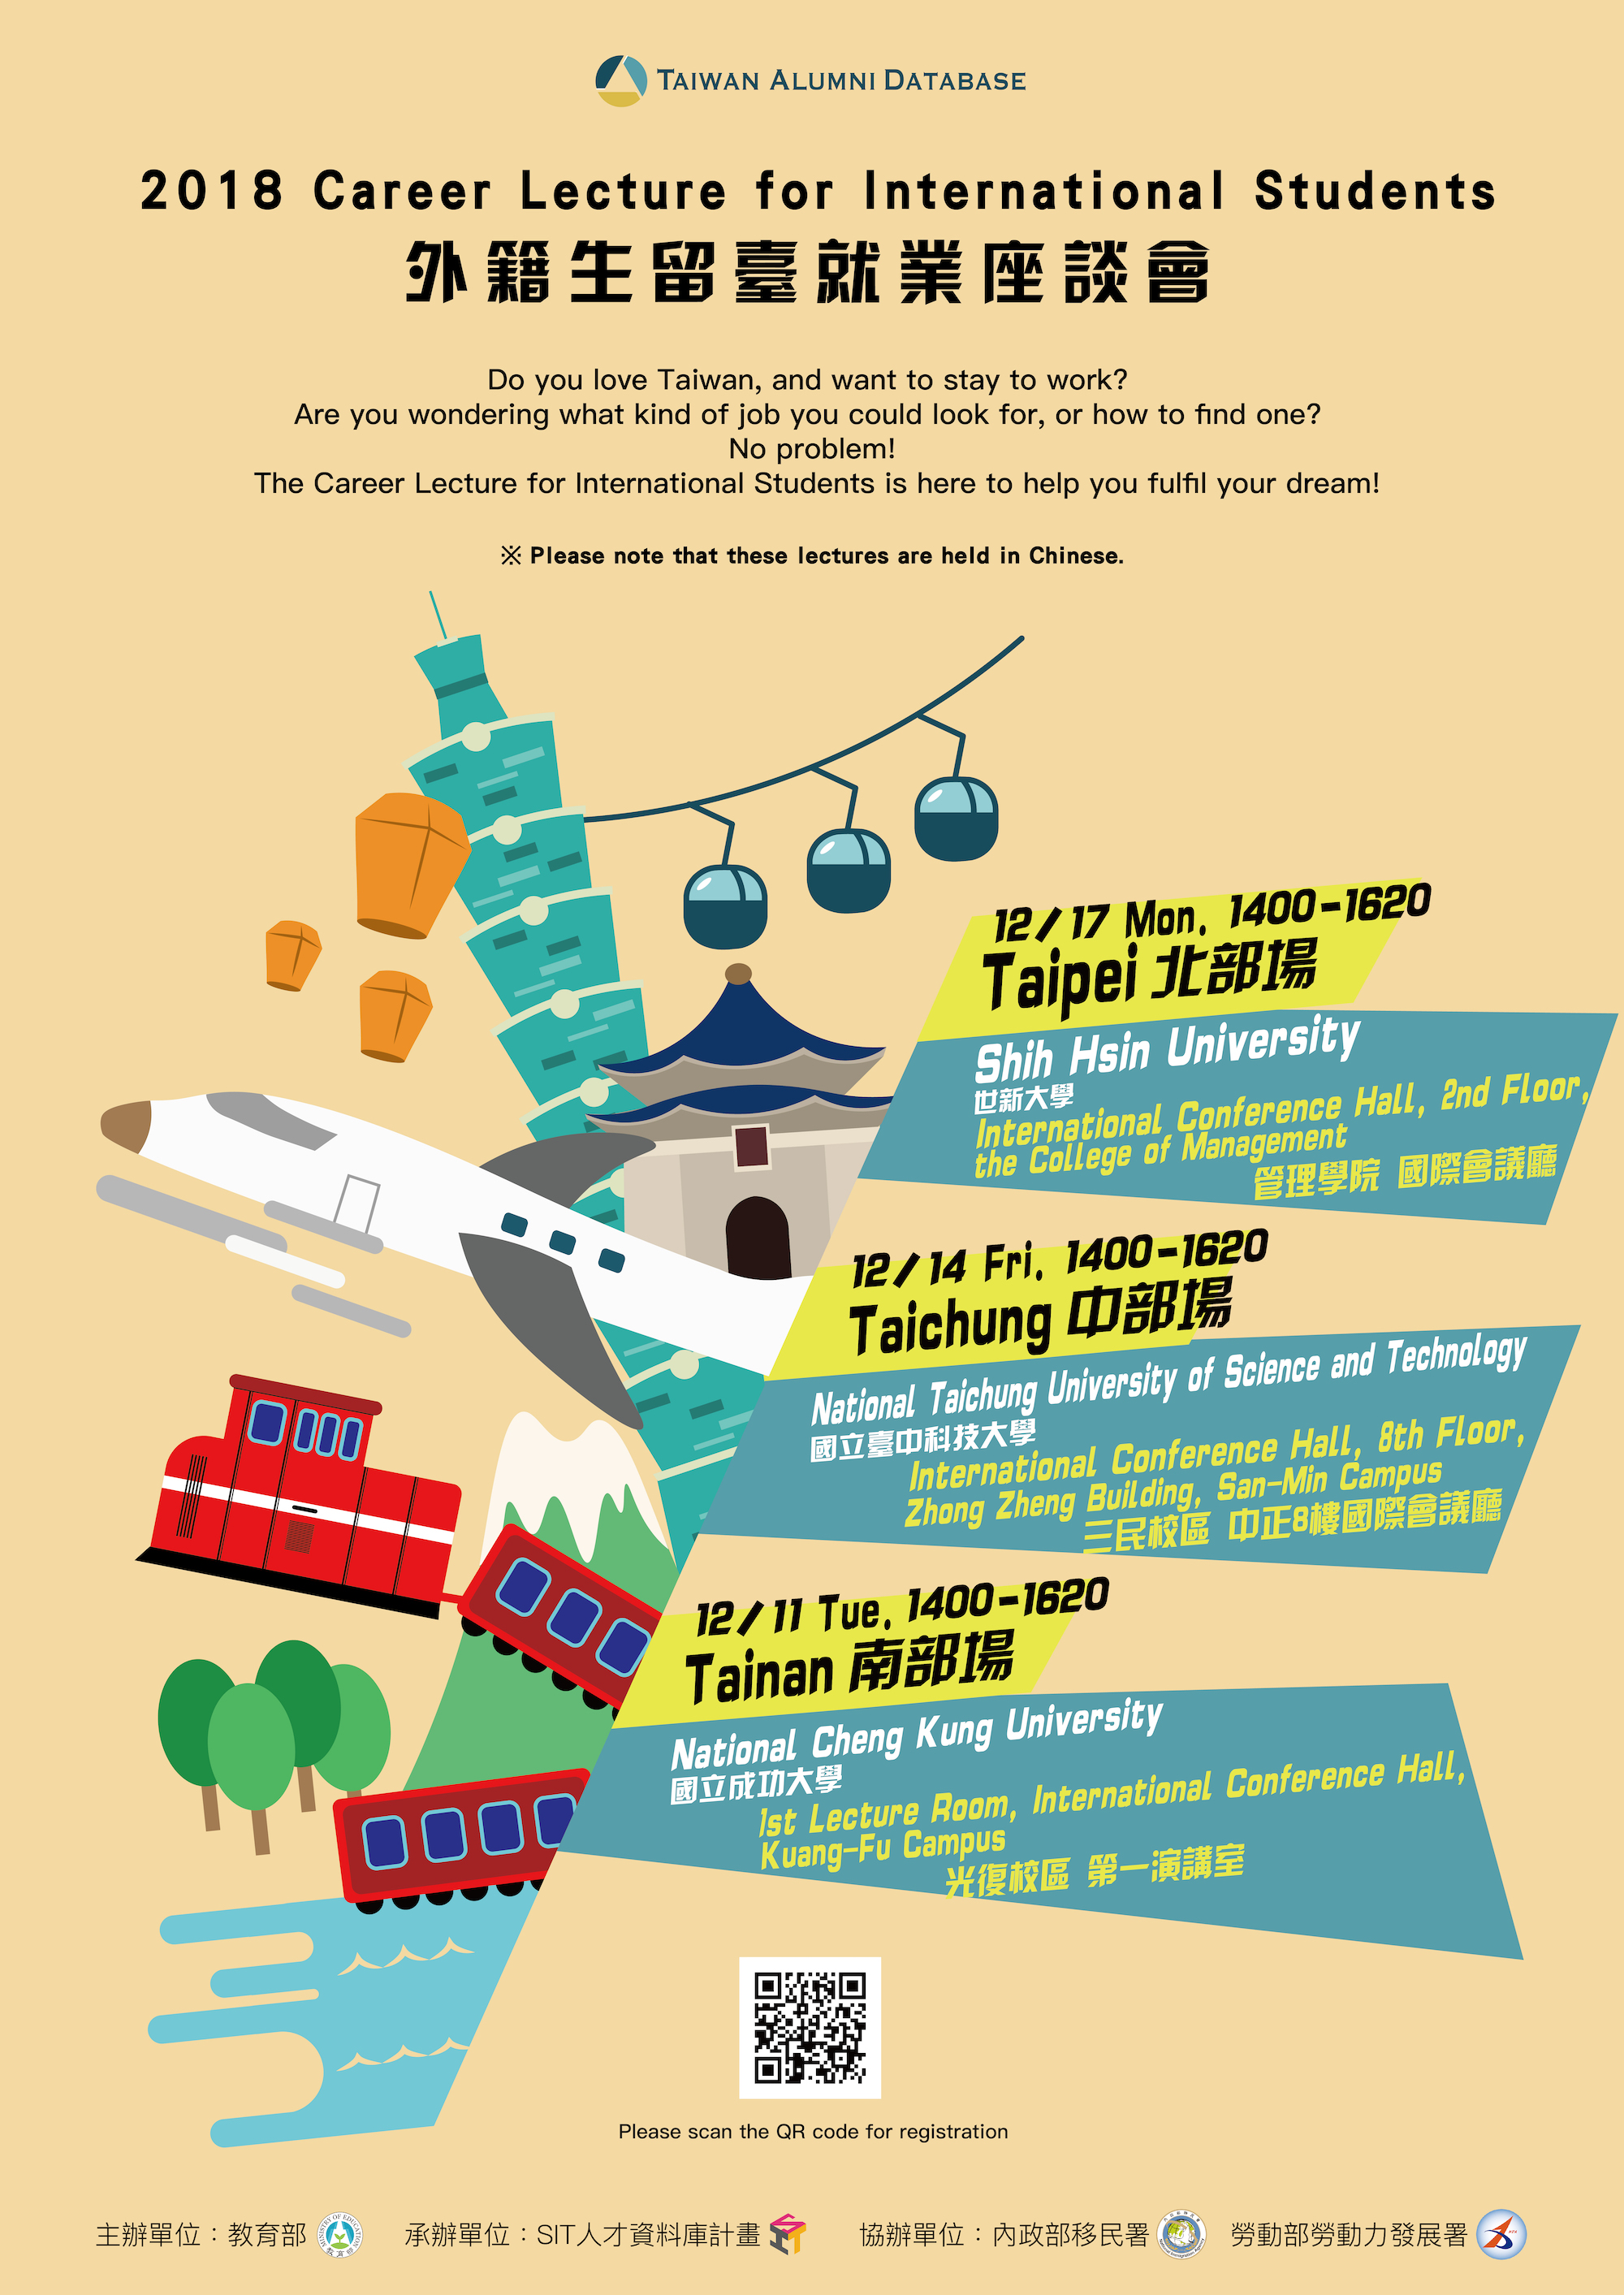 TAIWAN ALUMNI DATABASE
2018 Career Lecture for International Students
外籍生留臺就業座談會
Do you love Taiwan, and want to stay to work?
Are you wondering what kind of job you could look for, or how to find one?
No problem!
The Career Lecture for International Students is here to help you fulfil your dream!
※ Please note that these lectures are held in Chinese.
12/17 Mon. 1400-1620
Taipei 北部場
Shih Hsin University
世新大學
International Conference Hall, 2nd Floor,
the College of Management
管理學院 國際會議廳
12/14 Fri. 1400-1620
Taichung 中部場
National Taichung University of Science and Technology
國立臺中科技大學
International Conference Hall, 8th Floor,
Zhong Zheng Building, San-Min Campus
三民校區 中正8樓國際會議廳
12/11 Tue. 1400-1620
Tainan 南部場
National Cheng Kung University
國立成功大學
1st Lecture Room, International Conference Hall,
Kuang-Fu Campus
光復校區 第一演講室
Please scan the QR code for registration
主辦單位：教育部 承辦單位：SIT人才資料庫計畫 協辦單位：內政部移民署 勞動部勞動力發展署